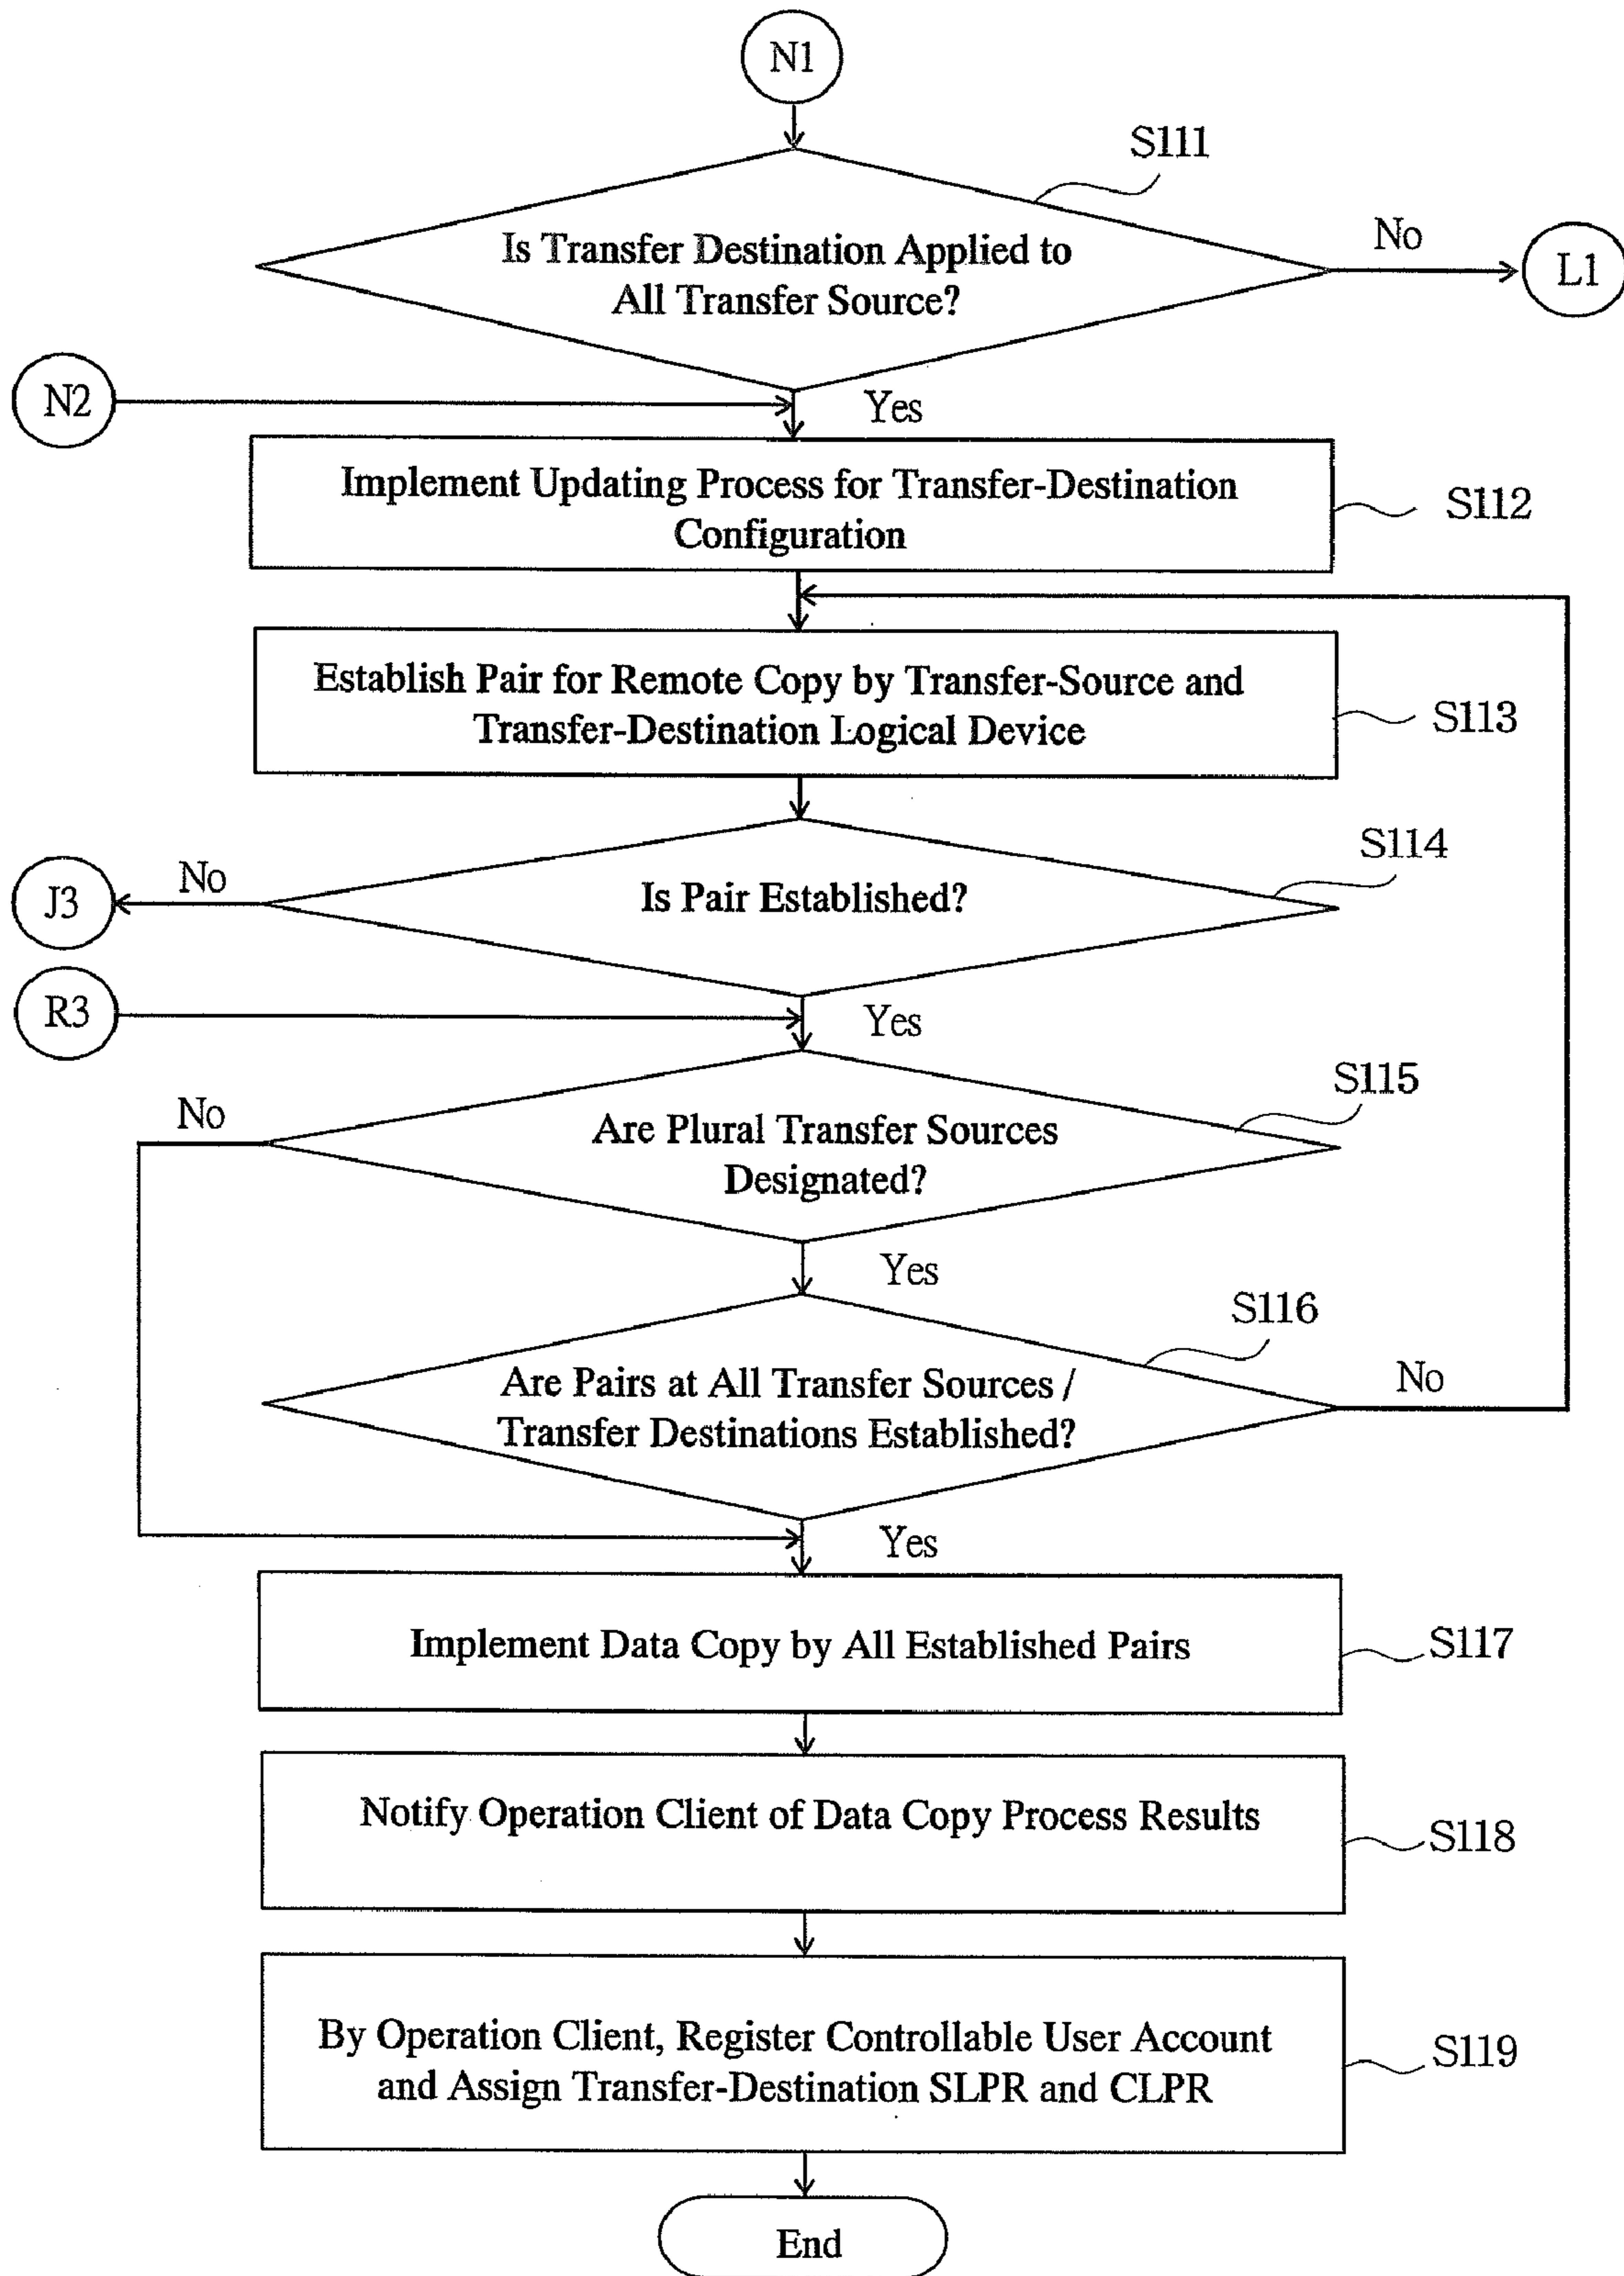 N1
S111
Is Transfer Destination Applied to
All Transfer Source?
No
L1
N2
Yes
Implement Updating Process for Transfer-Destination
Configuration
S112
Establish Pair for Remote Copy by Transfer-Source and
Transfer-Destination Logical Device
S113
S114
J3
No
Is Pair Established?
R3
Yes
S115
No
Are Plural Transfer Sources
Designated?
Yes
S116
Are Pairs at All Transfer Sources /
Transfer Destinations Established?
No
Yes
Implement Data Copy by All Established Pairs
S117
Notify Operation Client of Data Copy Process Results
S118
By Operation Client, Register Controllable User Account
and Assign Transfer-Destination SLPR and CLPR
S119
End